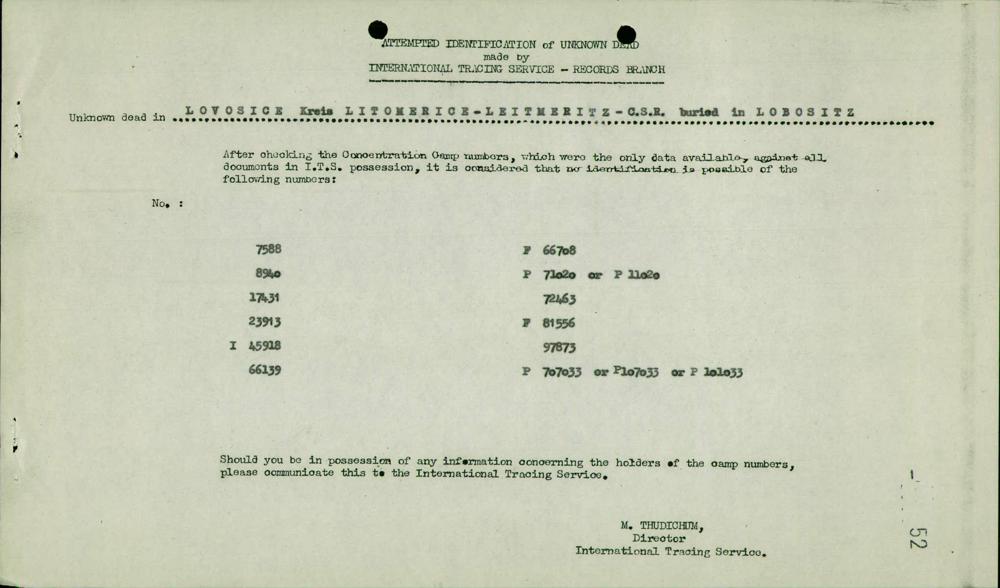 ATTEMPTED IDENTIFICATION of UNKNOWN DEAD
made by
INTERNATIONAL TRACING SERVICE - RECORDS BRANCH
Unknown dead in LOVOSICE Kreis LITOMERICE-LEITMERITZ-C.S.R. buried in LOBOSITZ
After checking the Concentration Camp numbers, which were the only data available, against all
documents in I.T.S. possession, it is considered that no identification is possible of the
following numbers:
No. :
7588
8940
17431
23913
I 45918
66139
F 66708
P 71020 or P 11020
72463
F 81556
97873
P 707033 or P107033 or P 101033
Should you be in possession of any information concerning the holders of the camp numbers,
please communicate this to the International Tracing Service.
M. THUDICHUM,
Director
International Tracing Service.
52